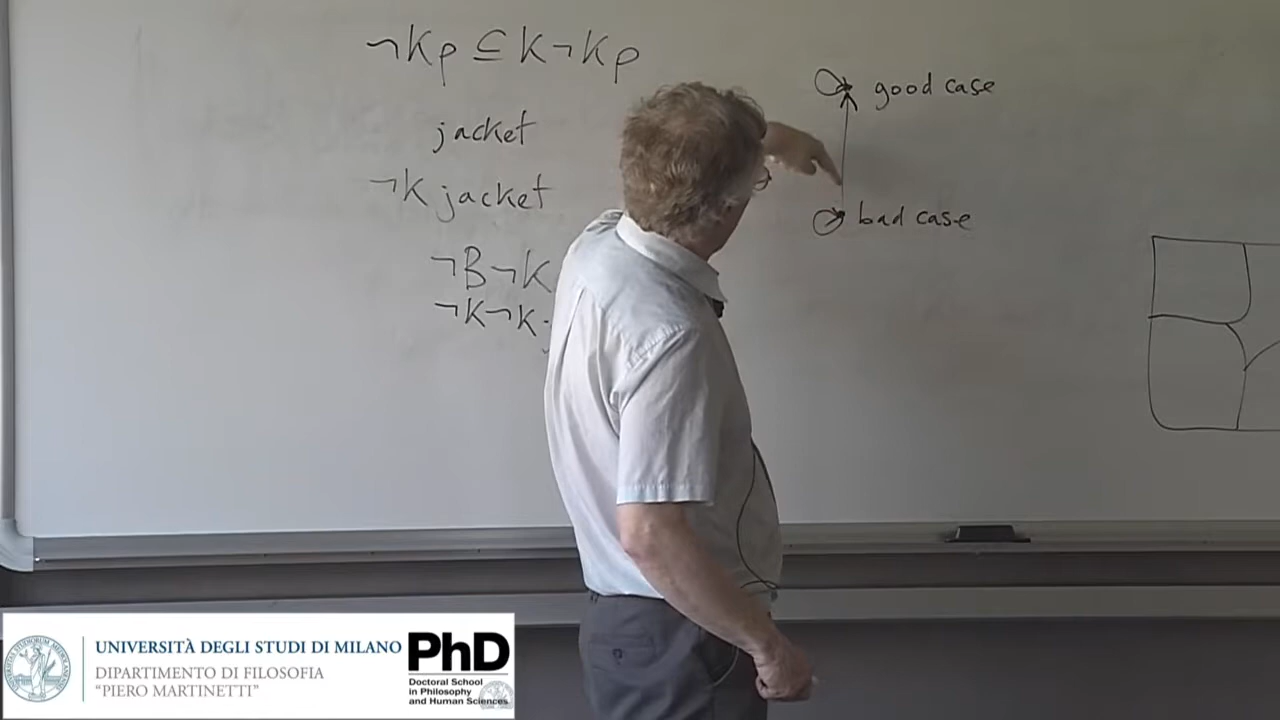 ¬Kp ⊆ K¬Kp
jacket
¬K jacket
¬B¬K
¬K¬K
good case
bad case
UNIVERSITÀ DEGLI STUDI DI MILANO
DIPARTIMENTO DI FILOSOFIA
"PIERO MARTINETTI"
PhD
Doctoral School
in Philosophy
and Human Sciences